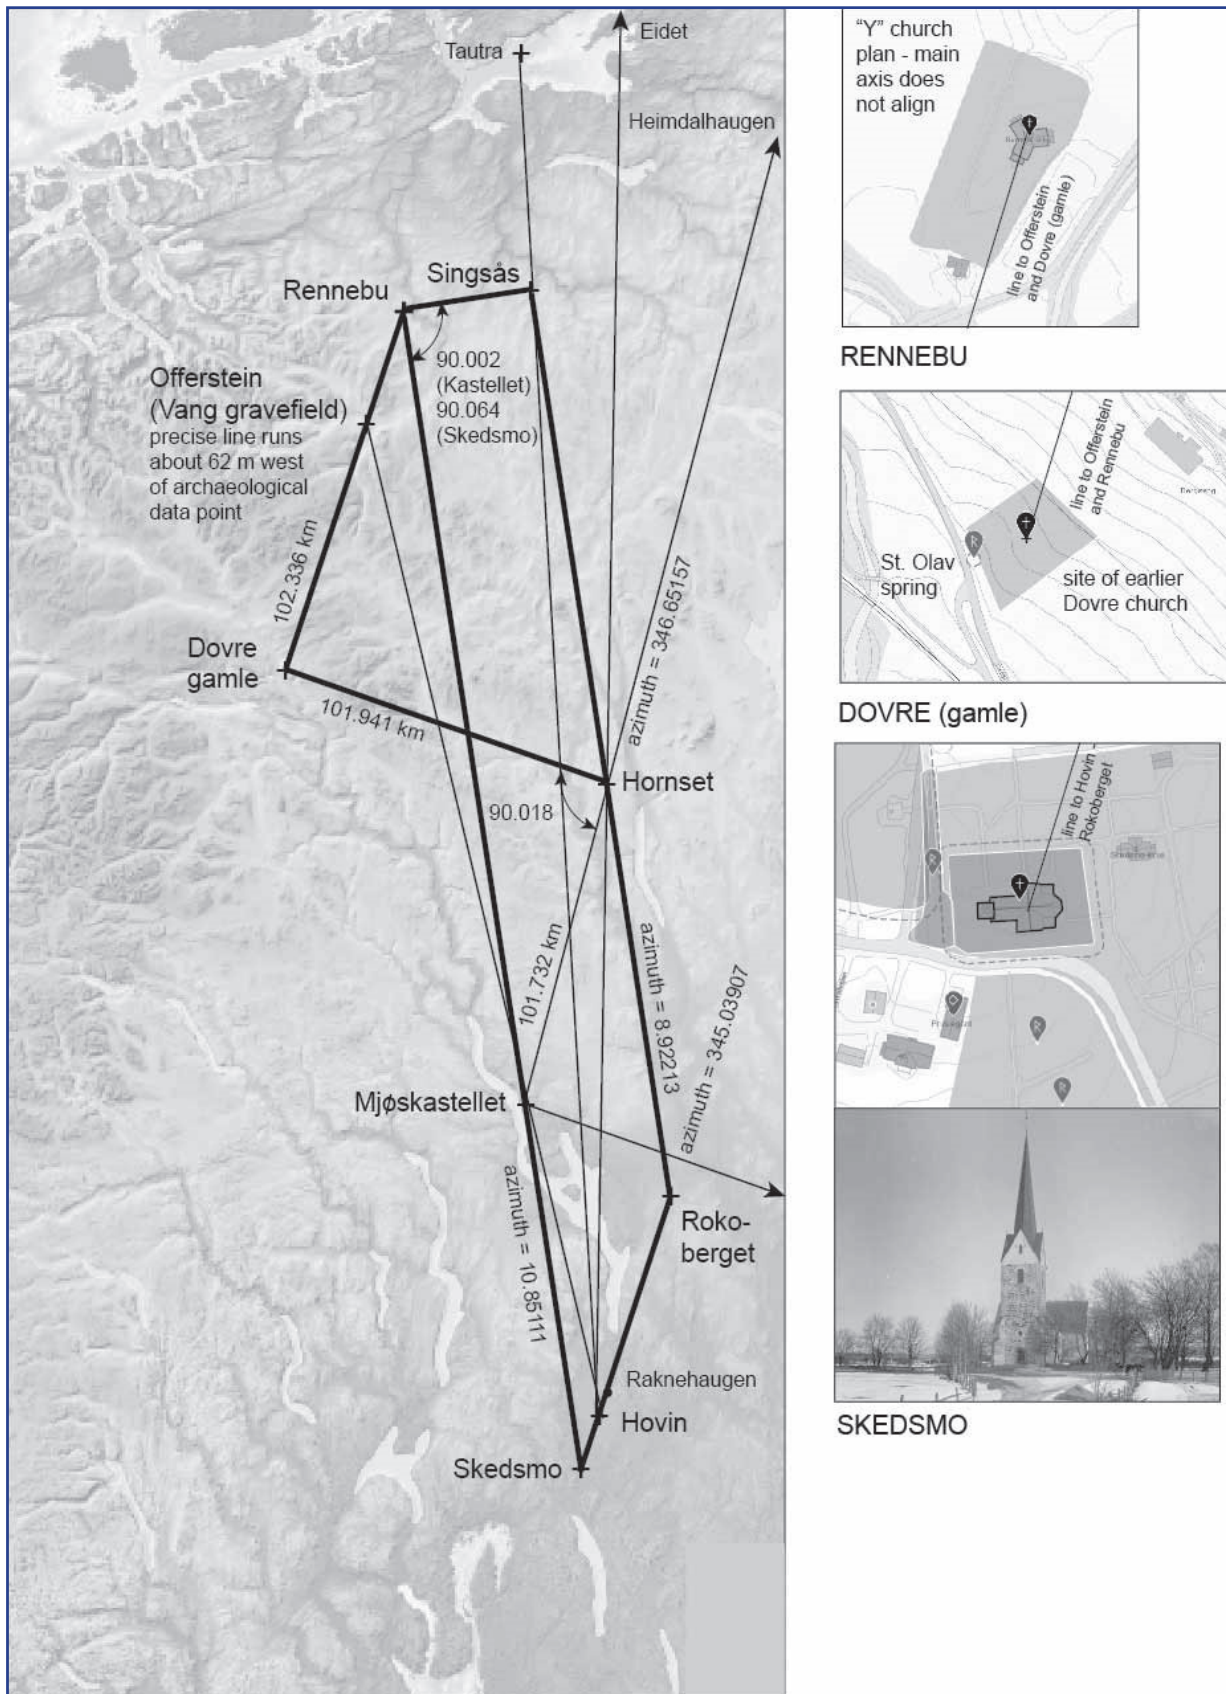 Tautra
Eidet
Heimdalhaugen
Singsås
Rennebu
90.002
(Kastellet)
90.064
(Skedsmo)
Offerstein
(Vang gravefield)
precise line runs
about 62 m west
of archaeological
data point
102.336 km
Dovre
gamle
101.941 km
azimuth = 346.65157
Hornset
90.018
101.732 km
azimuth = 8.92213
azimuth = 345.03907
Mjøskastellet
azimuth = 10.85111
Roko-
berget
Raknehaugen
Hovin
Skedsmo
"Y" church
plan - main
axis does
not align
line to Offerstein
and Dovre (gamle)
RENNEBU
line to Offerstein
and Rennebu
St. Olav
spring
site of earlier
Dovre church
R
DOVRE (gamle)
line to Hovin -
Rokoberget
R
R
R
SKEDSMO